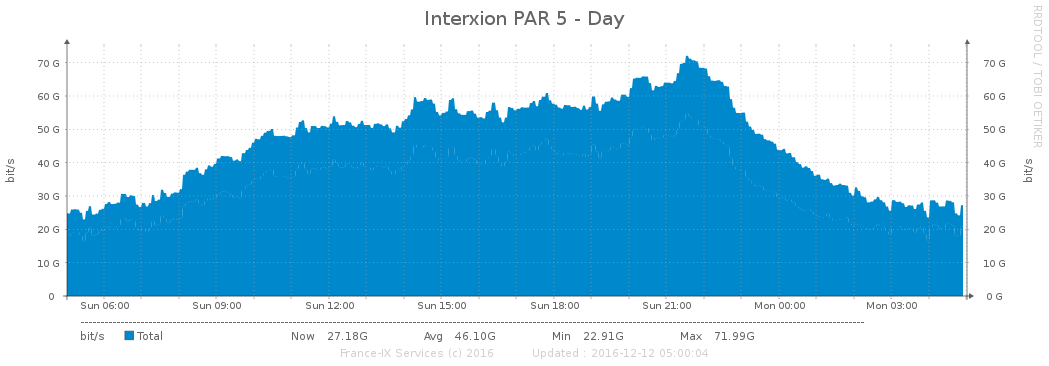 Interxion PAR 5 - Day
RRDTOOL / TOBI OETIKER
bit/s
bit/s
70 G 70 G
60 G 60 G
50 G 50 G
40 G 40 G
30 G 30 G
20 G 20 G
10 G 10 G
0 0 G
Sun 06:00 Sun 09:00 Sun 12:00 Sun 15:00 Sun 18:00 Sun 21:00 Mon 00:00 Mon 03:00
bit/s Total Now 27.18G Avg 46.10G Min 22.91G Max 71.99G
France-IX Services (c) 2016 Updated : 2016-12-12 05:00:04